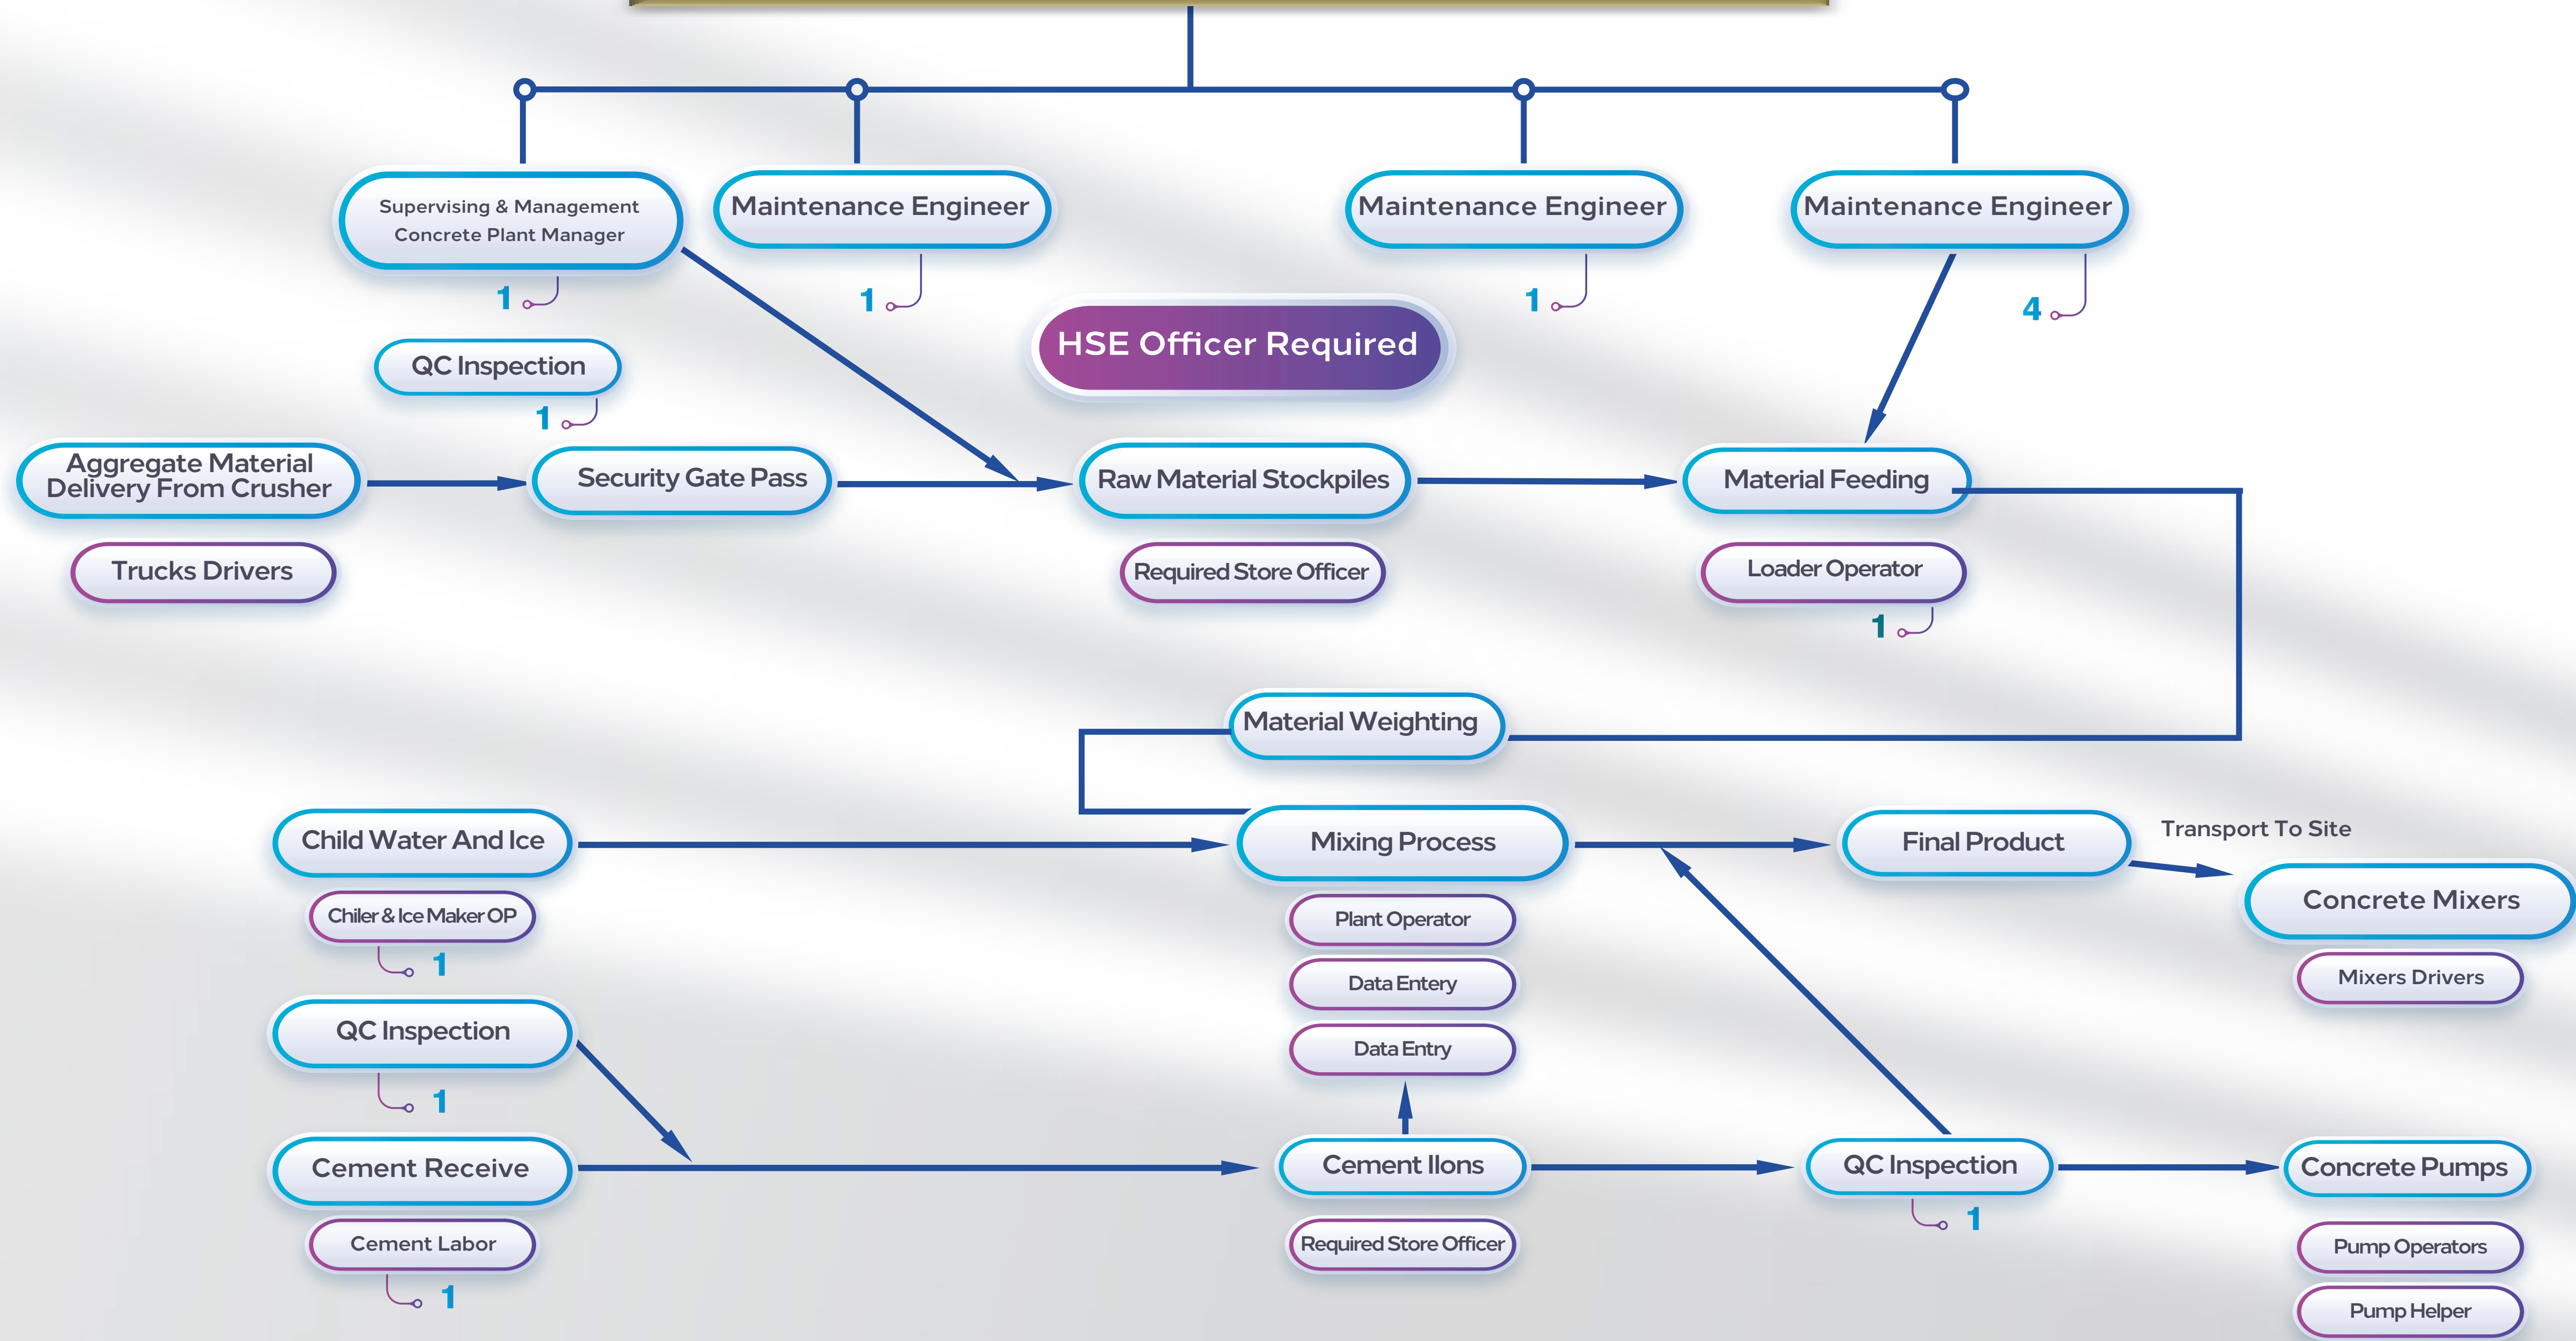 Supervising & Management
Concrete Plant Manager
Maintenance Engineer
Maintenance Engineer
Maintenance Engineer
1
1
1
4
HSE Officer Required
QC Inspection
1
Aggregate Material
Delivery From Crusher
Security Gate Pass
Raw Material Stockpiles
Material Feeding
Trucks Drivers
Required Store Officer
Loader Operator
1
Material Weighting
Child Water And Ice
Mixing Process
Final Product
Transport To Site
Concrete Mixers
Chiler & Ice Maker OP
1
Plant Operator
Data Entery
Data Entry
Mixers Drivers
QC Inspection
1
Cement Receive
Cement Ilons
QC Inspection
1
Concrete Pumps
Cement Labor
1
Required Store Officer
Pump Operators
Pump Helper